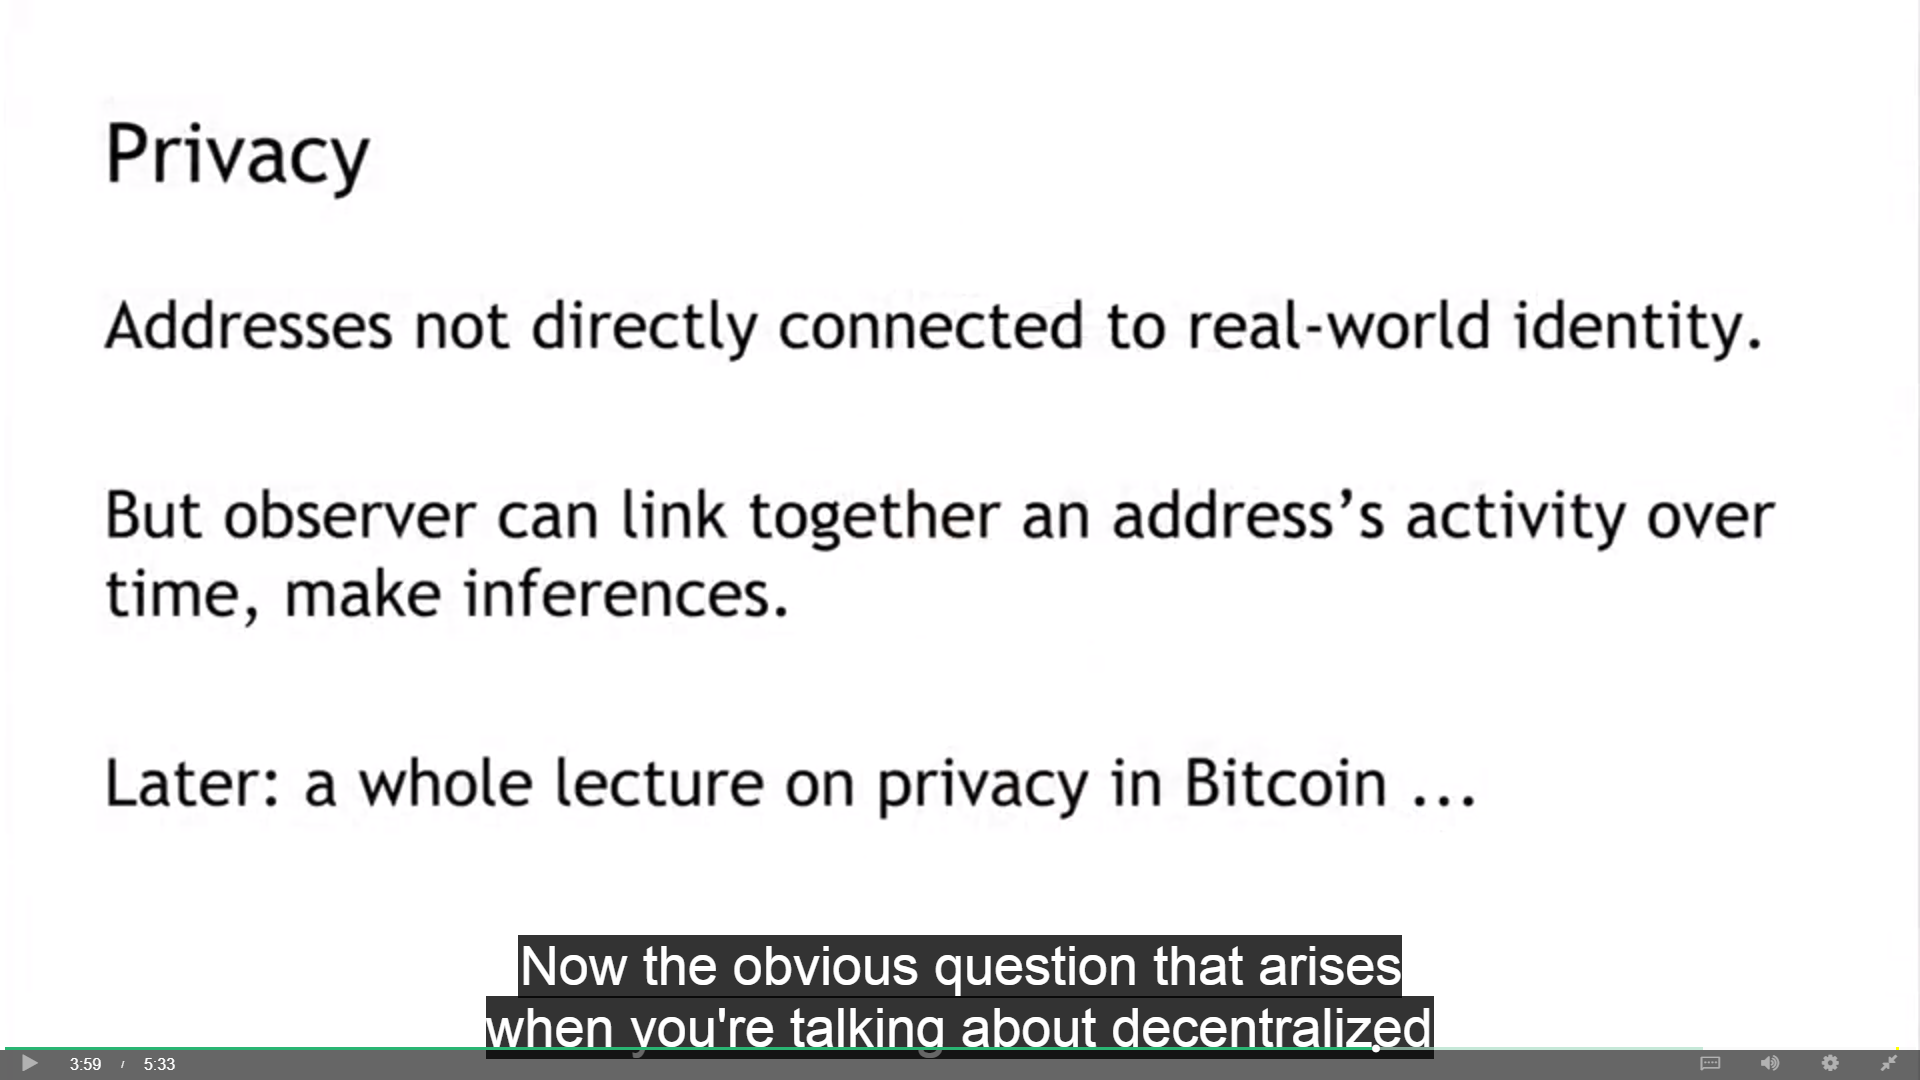 Privacy
Addresses not directly connected to real-world identity.
But observer can link together an address’s activity over
time, make inferences.
Later: a whole lecture on privacy in Bitcoin ...
Now the obvious question that arises
when you're talking about decentralized
3:59 / 5:33